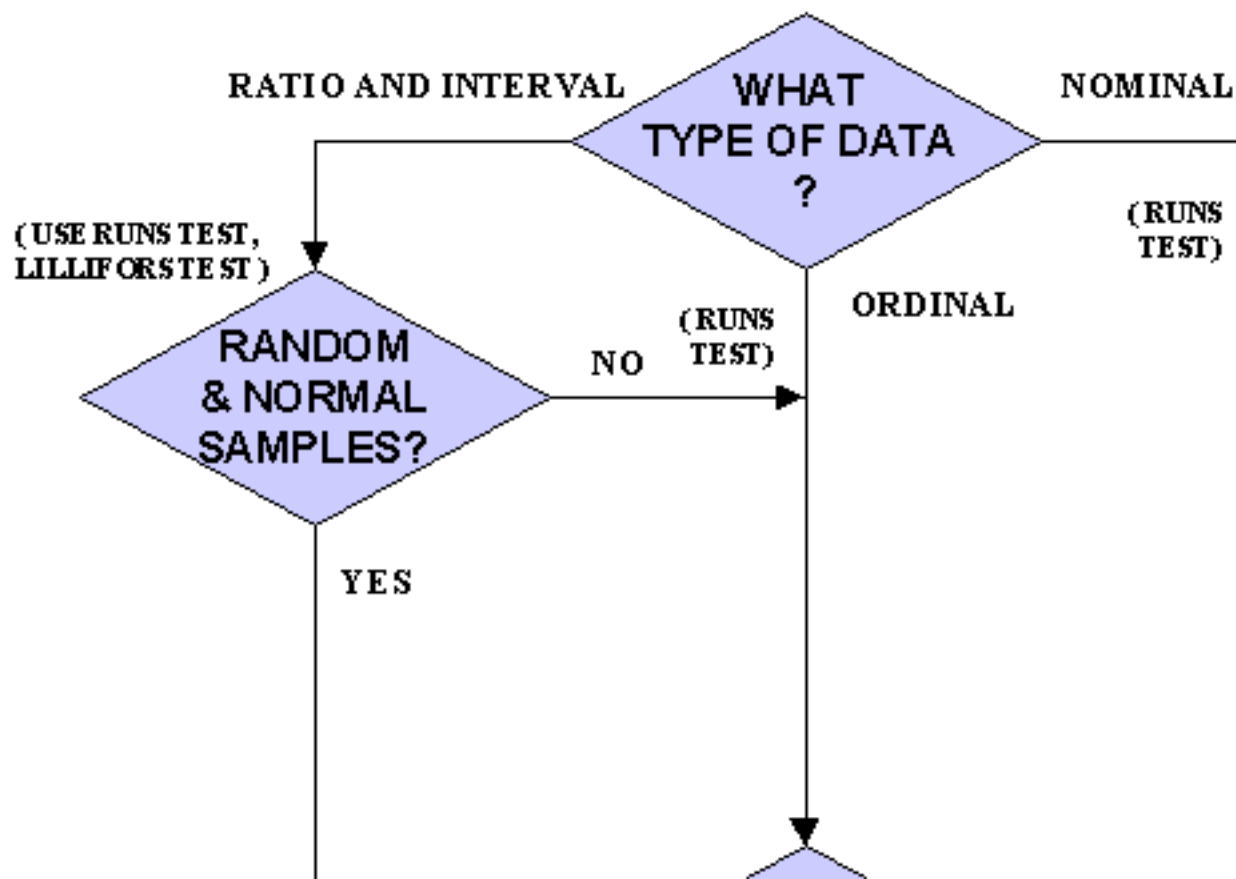 RATIO AND INTERVAL
WHAT
TYPE OF DATA
?
NOMINAL
(USE RUNS TEST,
LILLIFORS TEST)
(RUNS
TEST)
ORDINAL
RANDOM
& NORMAL
SAMPLES?
NO
(RUNS
TEST)
YES